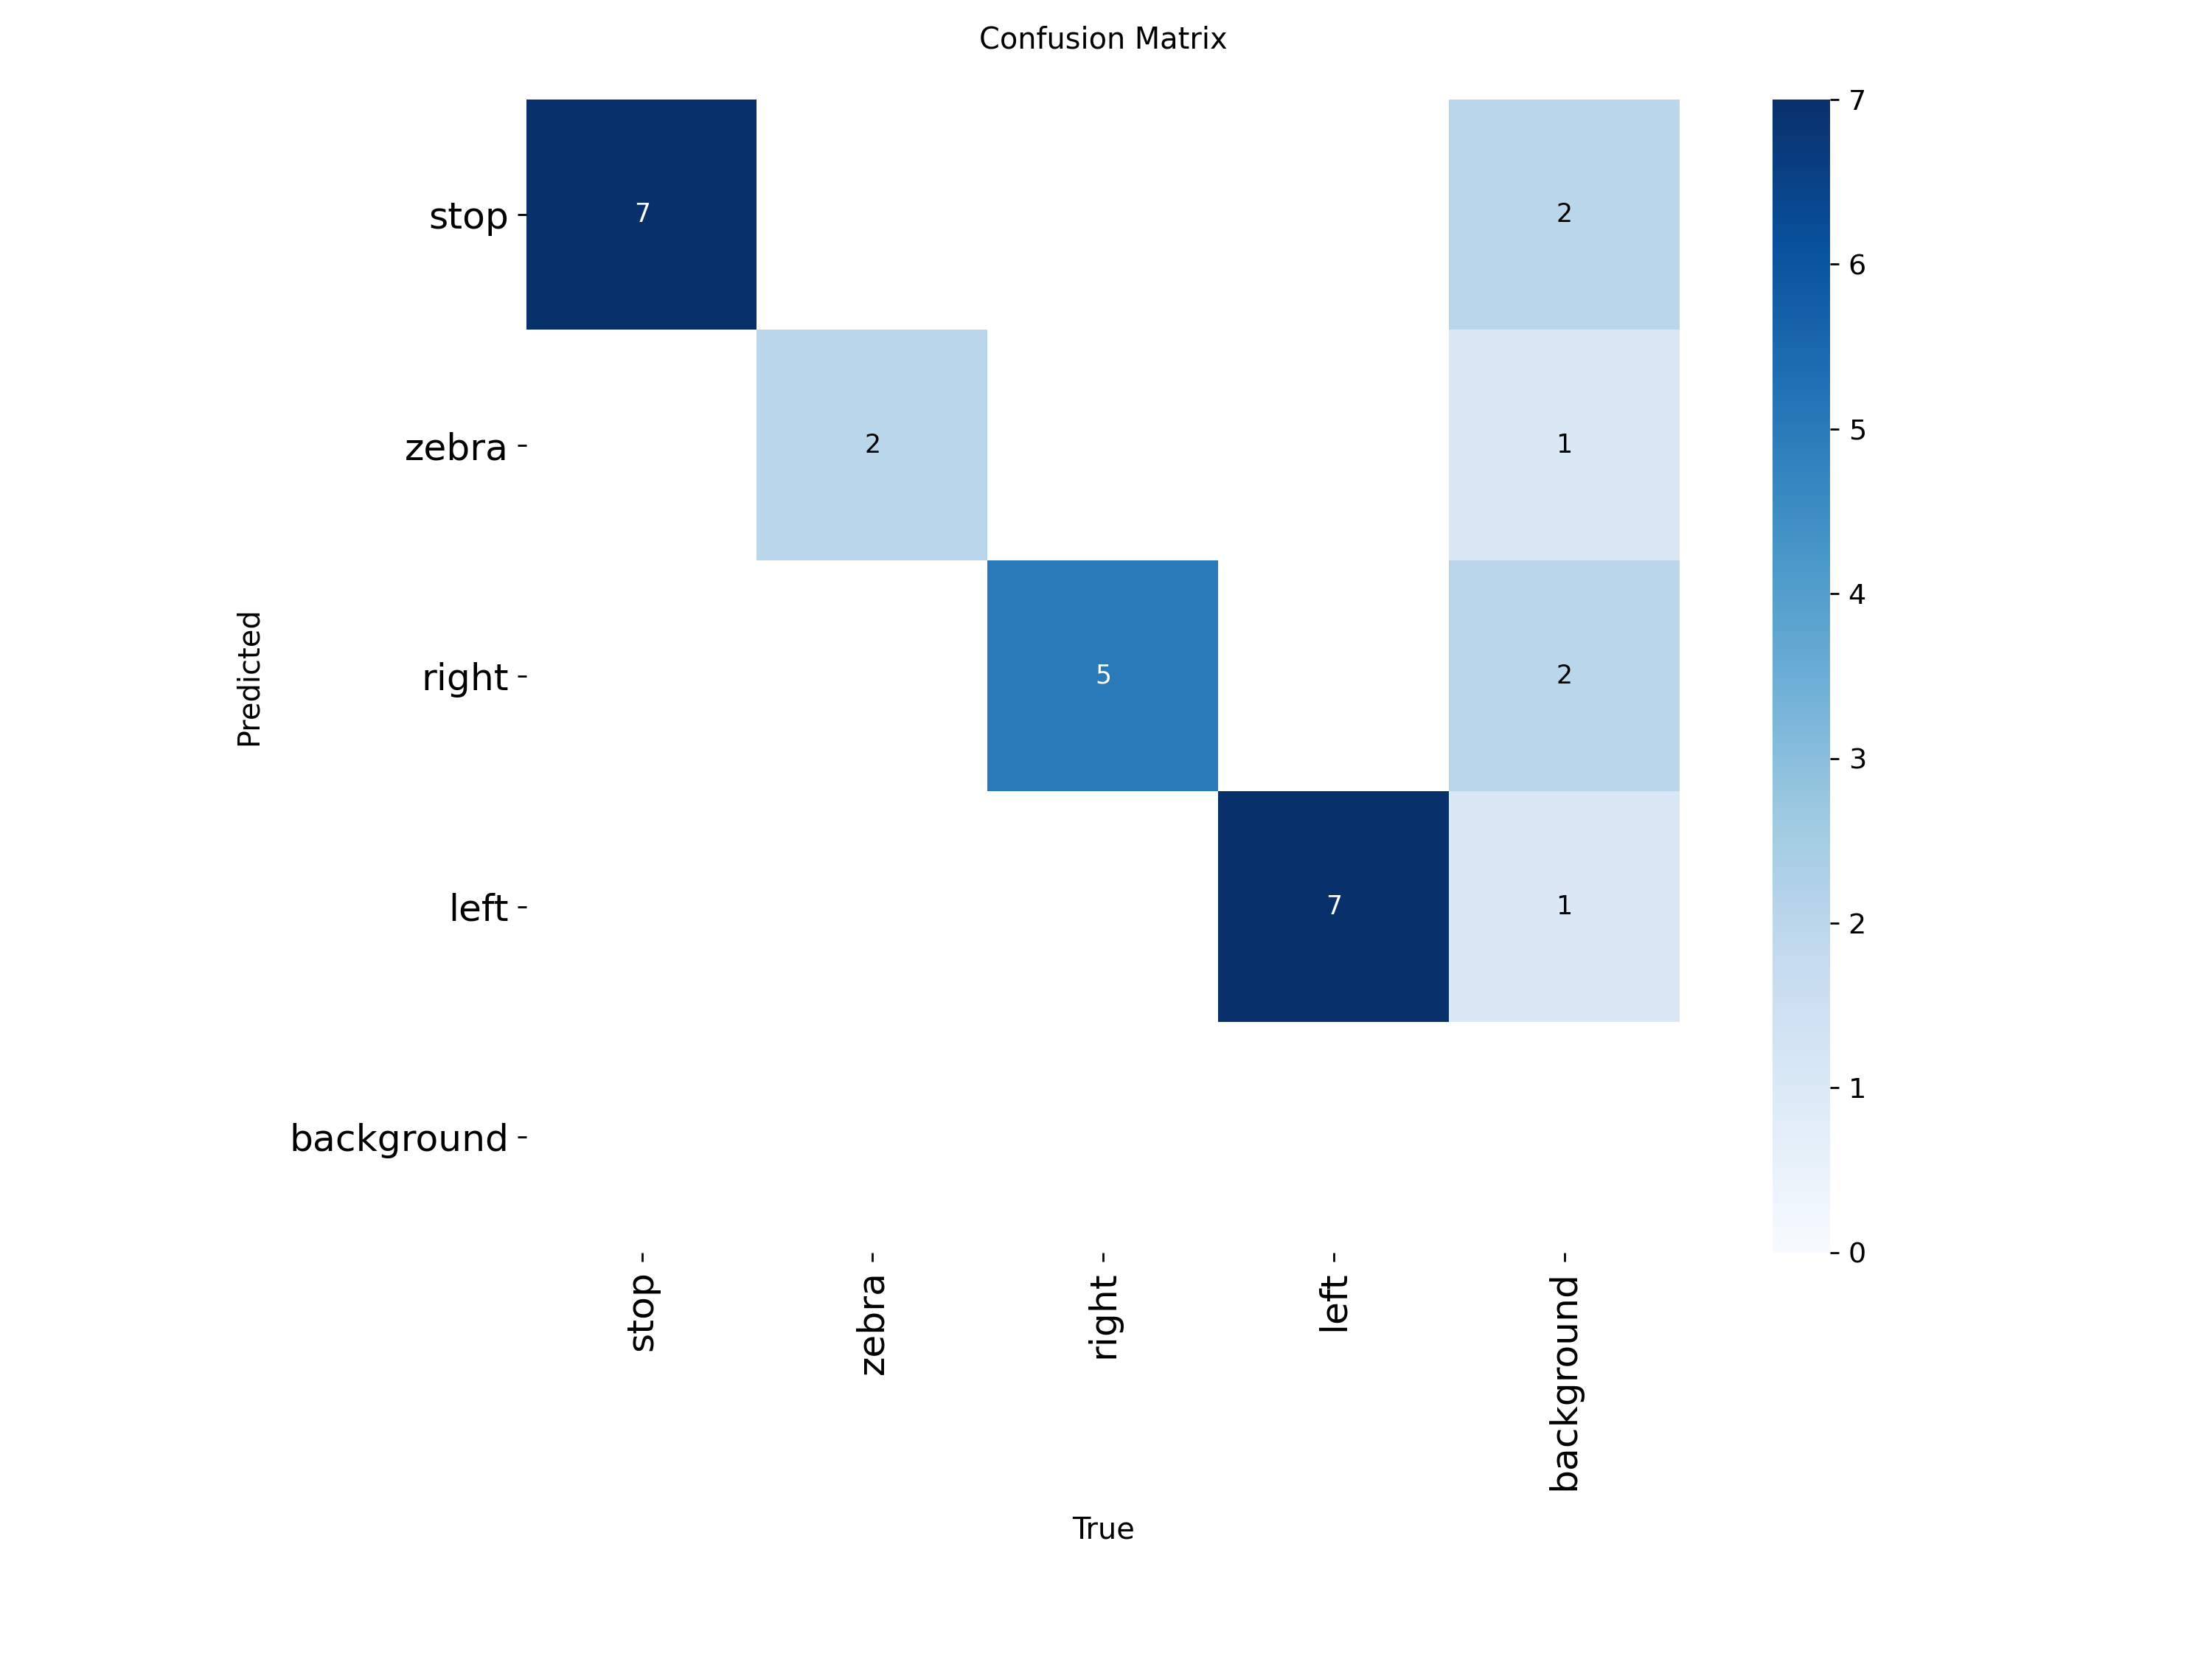 Confusion Matrix
stop
7
2
zebra
2
1
right
5
2
left
7
1
background
Predicted
stop
zebra
right
left
background
True
7
6
5
4
3
2
1
0